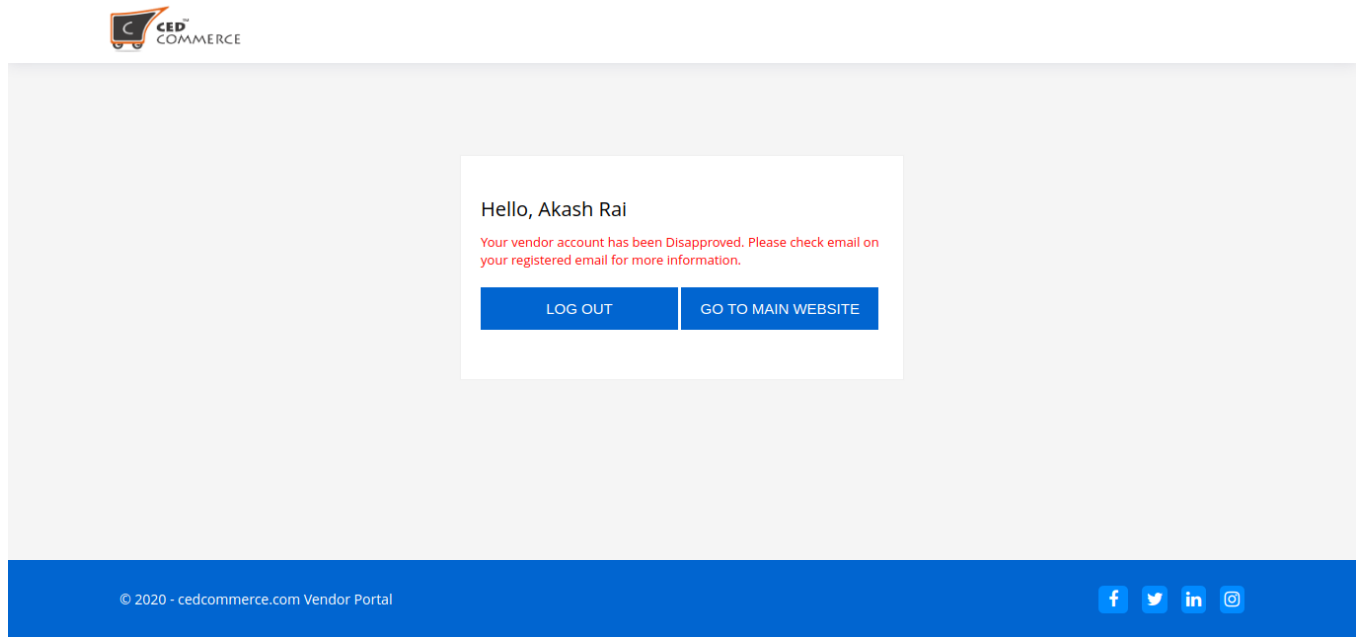 C CED™
COMMERCE
Hello, Akash Rai
Your vendor account has been Disapproved. Please check email on
your registered email for more information.
LOG OUT GO TO MAIN WEBSITE
© 2020 - cedcommerce.com Vendor Portal